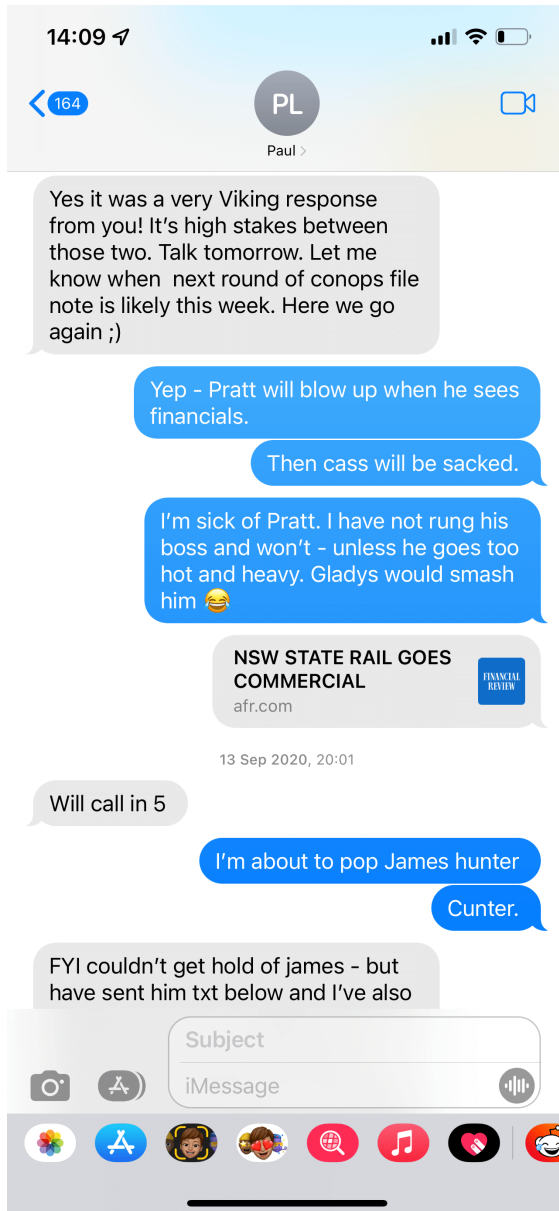 14:09
164
PL
Paul
Yes it was a very Viking response
from you! It’s high stakes between
those two. Talk tomorrow. Let me
know when  next round of conops file
note is likely this week. Here we go
again ;)
Yep - Pratt will blow up when he sees
financials.
Then cass will be sacked.
I’m sick of Pratt. I have not rung his
boss and won’t - unless he goes too
hot and heavy. Gladys would smash
him 😂
NSW STATE RAIL GOES
COMMERCIAL
afr.com
FINANCIAL
REVIEW
13 Sep 2020, 20:01
Will call in 5
I’m about to pop James hunter
Cunter.
FYI couldn’t get hold of james - but
have sent him txt below and I’ve also
Subject
iMessage